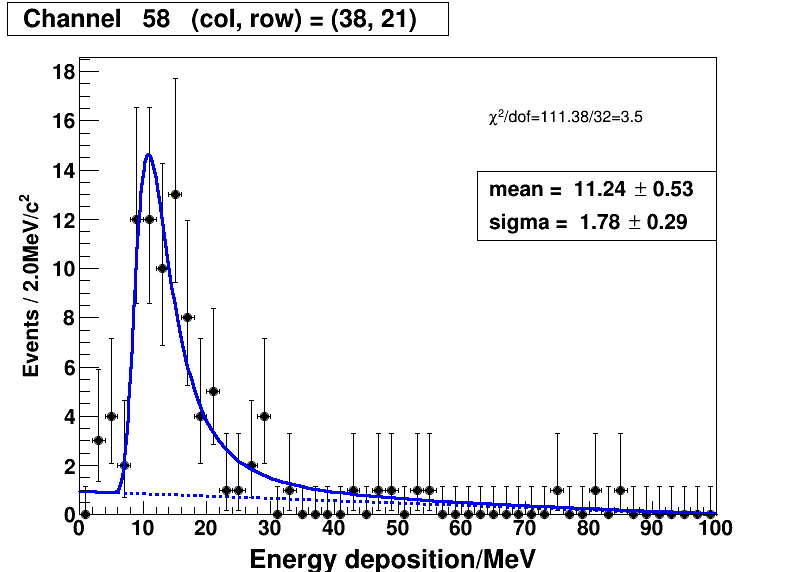 Channel 58 (col, row) = (38, 21)
χ²/dof=111.38/32=3.5
mean = 11.24 ± 0.53
sigma = 1.78 ± 0.29
Events / 2.0MeV/c²
18
16
14
12
10
8
6
4
2
0
0 10 20 30 40 50 60 70 80 90 100
Energy deposition/MeV